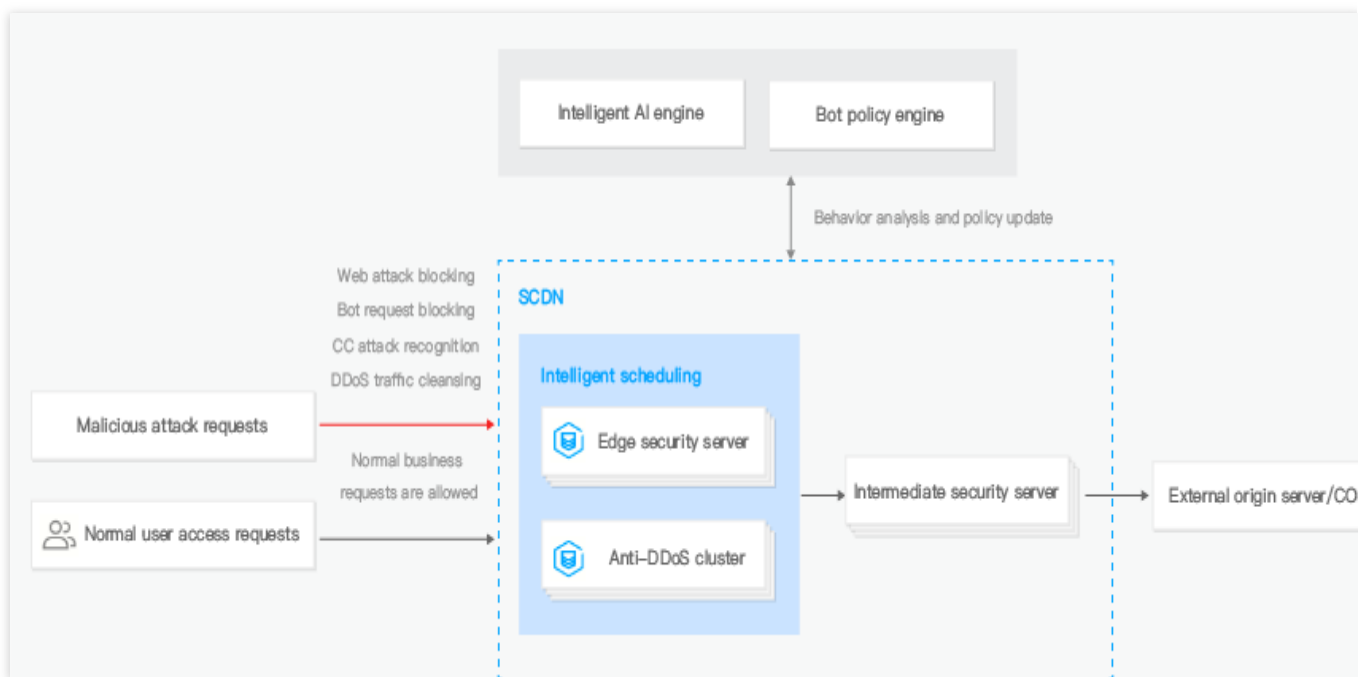 Intelligent AI engine
Bot policy engine
Behavior analysis and policy update
Web attack blocking
Bot request blocking
CC attack recognition
DDoS traffic cleansing
SCDN
Intelligent scheduling
Malicious attack requests
Edge security server
Normal business
requests are allowed
Intermediate security server
External origin server/CO
Normal user access requests
Anti-DDoS cluster